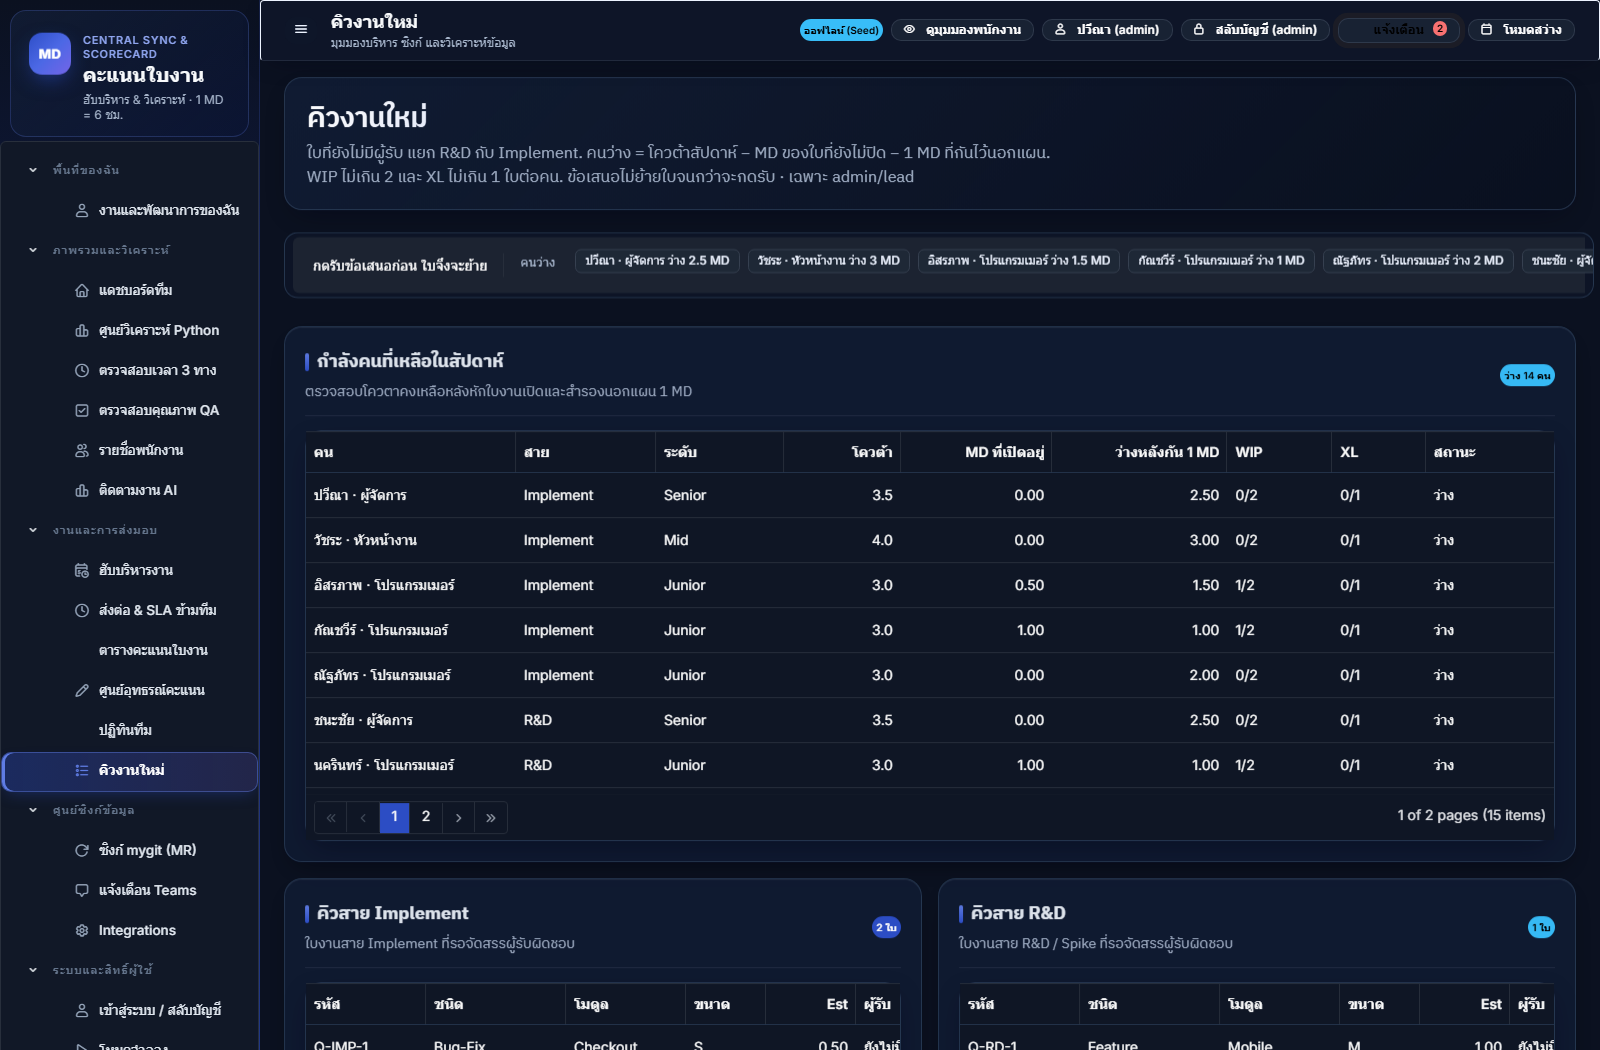 MD
CENTRAL SYNC &
SCORECARD
คะแนนใบงาน
ฮับบริหาร & วิเคราะห์ · 1 MD
= 6 ชม.
พื้นที่ของฉัน
งานและพัฒนาการของฉัน
ภาพรวมและวิเคราะห์
แดชบอร์ดทีม
ศูนย์วิเคราะห์ Python
ตรวจสอบเวลา 3 ทาง
ตรวจสอบคุณภาพ QA
รายชื่อพนักงาน
ติดตามงาน AI
งานและการส่งมอบ
ฮับบริหารงาน
ส่งต่อ & SLA ข้ามทีม
ตารางคะแนนใบงาน
ศูนย์อุทธรณ์คะแนน
ปฏิทินทีม
คิวงานใหม่
ศูนย์ซิงก์ข้อมูล
ซิงก์ mygit (MR)
แจ้งเตือน Teams
Integrations
ระบบและสิทธิ์ผู้ใช้
เข้าสู่ระบบ / สลับบัญชี
คิวงานใหม่
มุมมองบริหาร ซิงก์ และวิเคราะห์ข้อมูล
ออฟไลน์ (Seed)
ดูมุมมองพนักงาน
ปวีณา (admin)
สลับบัญชี (admin)
แจ้งเตือน 2
โหมดสว่าง
คิวงานใหม่
ใบที่ยังไม่มีผู้รับ แยก R&D กับ Implement. คนว่าง = โควต้าสัปดาห์ − MD ของใบที่ยังไม่ปิด − 1 MD ที่กันไว้นอกแผน.
WIP ไม่เกิน 2 และ XL ไม่เกิน 1 ใบต่อคน. ข้อเสนอไม่ย้ายใบจนกว่าจะกดรับ · เฉพาะ admin/lead
กดรับข้อเสนอก่อน ใบจึงจะย้าย
คนว่าง
ปวีณา · ผู้จัดการ ว่าง 2.5 MD
วัชระ · หัวหน้างาน ว่าง 3 MD
อิสรภาพ · โปรแกรมเมอร์ ว่าง 1.5 MD
กัณชวีร์ · โปรแกรมเมอร์ ว่าง 1 MD
ณัฐภัทร · โปรแกรมเมอร์ ว่าง 2 MD
ชนะชัย ·
กำลังคนที่เหลือในสัปดาห์
ตรวจสอบโควตาคงเหลือหลังหักใบงานเปิดและสำรองนอกแผน 1 MD
ว่าง 14 คน
คน สาย ระดับ โควต้า MD ที่เปิดอยู่ ว่างหลังกัน 1 MD WIP XL สถานะ
ปวีณา · ผู้จัดการ Implement Senior 3.5 0.00 2.50 0/2 0/1 ว่าง
วัชระ · หัวหน้างาน Implement Mid 4.0 0.00 3.00 0/2 0/1 ว่าง
อิสรภาพ · โปรแกรมเมอร์ Implement Junior 3.0 0.50 1.50 1/2 0/1 ว่าง
กัณชวีร์ · โปรแกรมเมอร์ Implement Junior 3.0 1.00 1.00 1/2 0/1 ว่าง
ณัฐภัทร · โปรแกรมเมอร์ Implement Junior 3.0 0.00 2.00 0/2 0/1 ว่าง
ชนะชัย · ผู้จัดการ R&D Senior 3.5 0.00 2.50 0/2 0/1 ว่าง
นครินทร์ · โปรแกรมเมอร์ R&D Junior 3.0 1.00 1.00 1/2 0/1 ว่าง
« ‹ 1 2 › »
1 of 2 pages (15 items)
คิวสาย Implement
ใบงานสาย Implement ที่รอจัดสรรผู้รับผิดชอบ
2 ใบ
รหัส ชนิด โมดูล ขนาด Est ผู้รับ
Q-IMP-1 Bug-Fix Checkout S 0.50
คิวสาย R&D
ใบงานสาย R&D / Spike ที่รอจัดสรรผู้รับผิดชอบ
1 ใบ
รหัส ชนิด โมดูล ขนาด Est ผู้รับ
Q-RD-1 Feature Mobile M 1.00